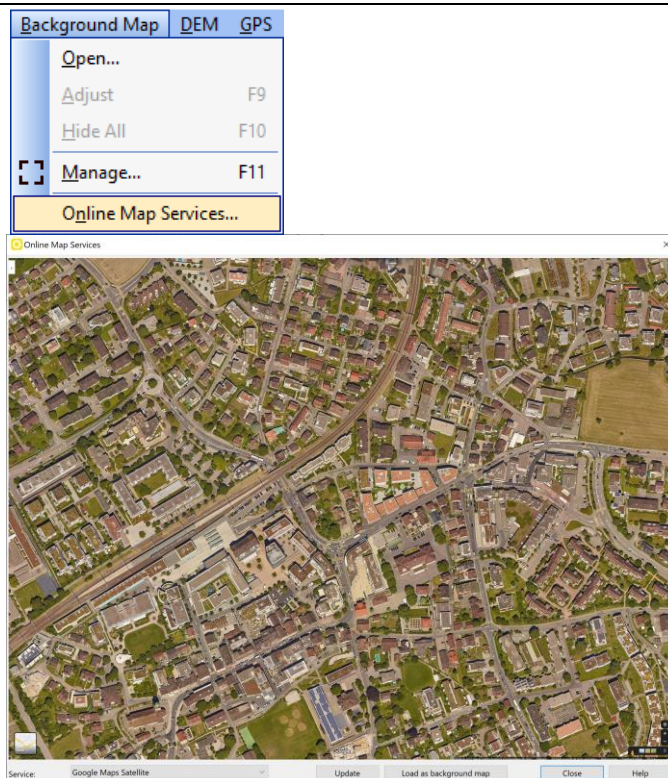 Background Map DEM GPS
Open...
Adjust F9
Hide All F10
Manage... F11
Online Map Services...
Online Map Services
Service: Google Maps Satellite Update Load as background map Close Help